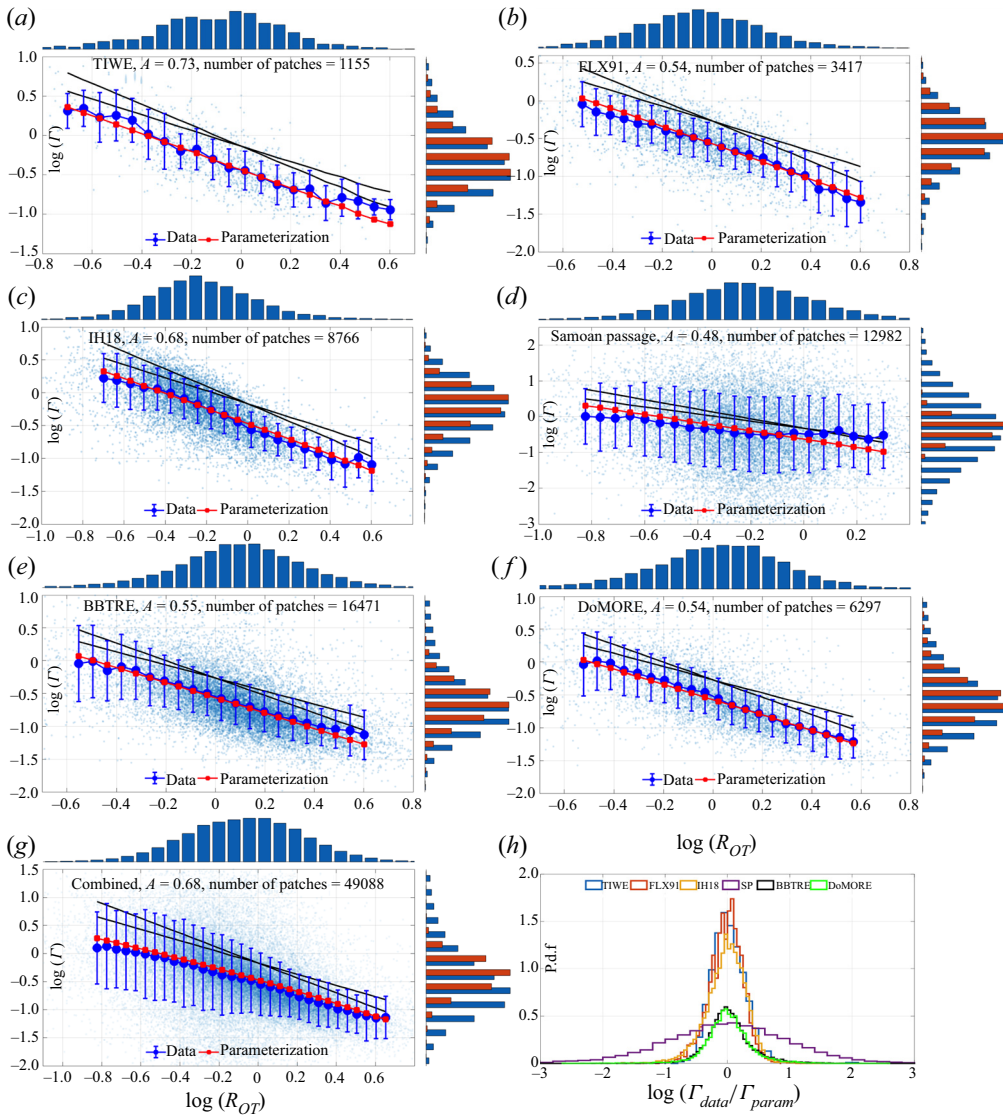 (a)
TIWE, A = 0.73, number of patches = 1155
1.0
0.5
0
−0.5
−1.0
−1.5
log (Γ)
Data Parameterization
−0.8 −0.6 −0.4 −0.2 0 0.2 0.4 0.6 0.8
(b)
FLX91, A = 0.54, number of patches = 3417
0.5
0
−0.5
−1.0
−1.5
−2.0
log (Γ)
Data Parameterization
−0.6 −0.4 −0.2 0 0.2 0.4 0.6 0.8
(c)
IH18, A = 0.68, number of patches = 8766
1.0
0.5
0
−0.5
−1.0
−1.5
−2.0
log (Γ)
Data Parameterization
−1.0 −0.8 −0.6 −0.4 −0.2 0 0.2 0.4 0.6 0.8
(d)
Samoan passage, A = 0.48, number of patches = 12982
2
1
0
−1
−2
−3
log (Γ)
Data Parameterization
−1.0 −0.8 −0.6 −0.4 −0.2 0 0.2 0.4
(e)
BBTRE, A = 0.55, number of patches = 16471
1.0
0.5
0
−0.5
−1.0
−1.5
−2.0
log (Γ)
Data Parameterization
−0.6 −0.4 −0.2 0 0.2 0.4 0.6 0.8
(f)
DoMORE, A = 0.54, number of patches = 6297
1.0
0.5
0
−0.5
−1.0
−1.5
−2.0
log (Γ)
Data Parameterization
−0.6 −0.4 −0.2 0 0.2 0.4 0.6 0.8
log (R_OT)
(g)
Combined, A = 0.68, number of patches = 49088
1.5
1.0
0.5
0
−0.5
−1.0
−1.5
−2.0
log (Γ)
Data Parameterization
−1.0 −0.8 −0.6 −0.4 −0.2 0 0.2 0.4 0.6
log (R_OT)
(h)
TIWE FLX91 IH18 SP BBTRE DoMORE
2.0
1.5
1.0
0.5
0
P.d.f
−3 −2 −1 0 1 2 3
log (Γ_data/Γ_param)